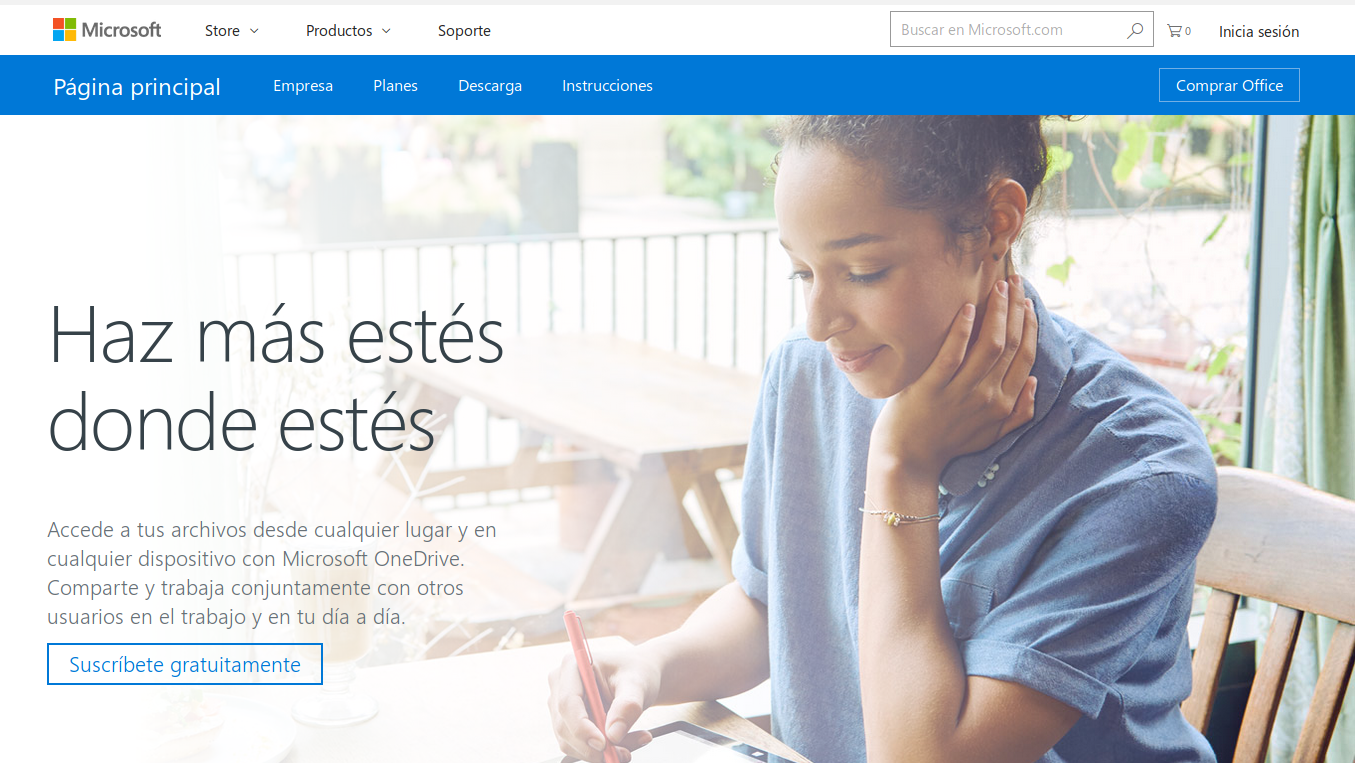 Microsoft
Store
Productos
Soporte
Buscar en Microsoft.com
0
Inicia sesión
Página principal
Empresa
Planes
Descarga
Instrucciones
Comprar Office
Haz más estés
donde estés
Accede a tus archivos desde cualquier lugar y en
cualquier dispositivo con Microsoft OneDrive.
Comparte y trabaja conjuntamente con otros
usuarios en el trabajo y en tu día a día.
Suscríbete gratuitamente